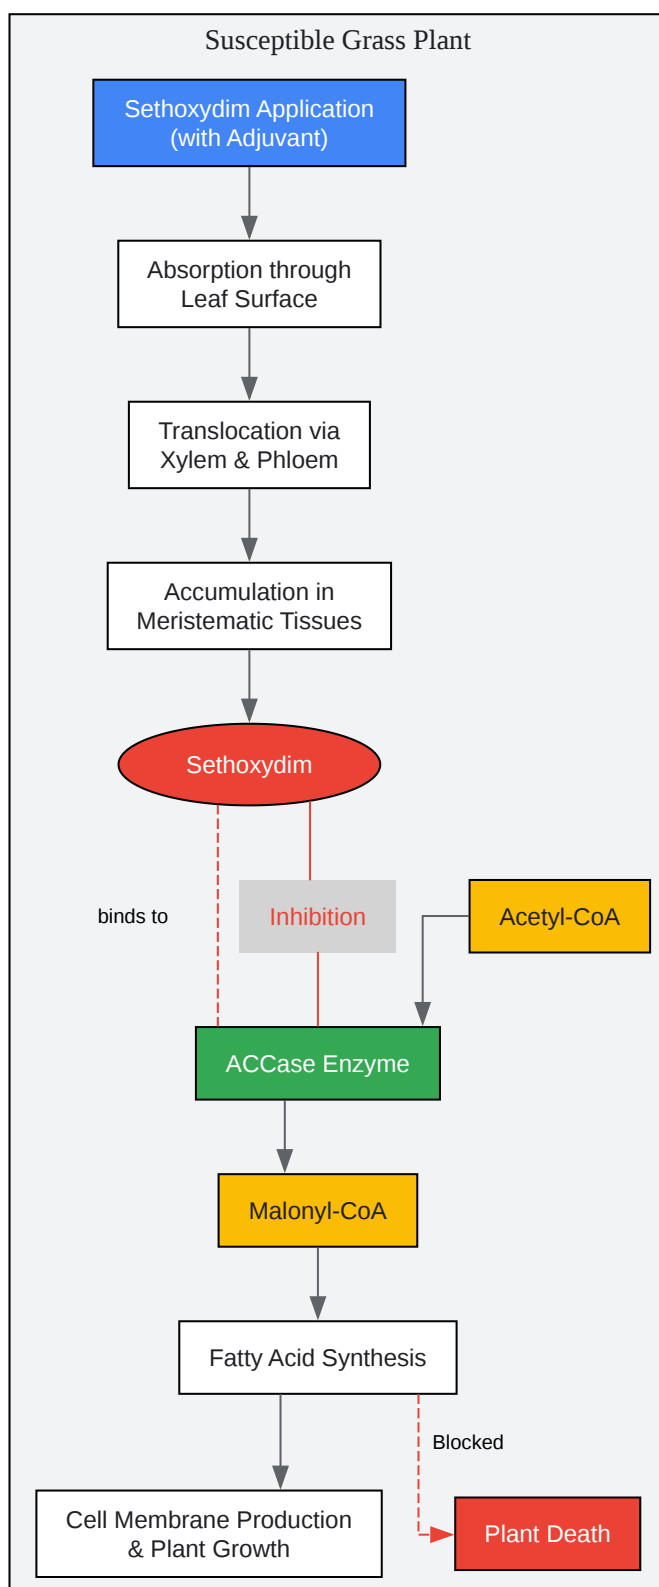 Susceptible Grass Plant
Sethoxydim Application
(with Adjuvant)
Absorption through
Leaf Surface
Translocation via
Xylem & Phloem
Accumulation in
Meristematic Tissues
Sethoxydim
binds to
Inhibition
Acetyl-CoA
ACCase Enzyme
Malonyl-CoA
Fatty Acid Synthesis
Blocked
Cell Membrane Production
& Plant Growth
Plant Death